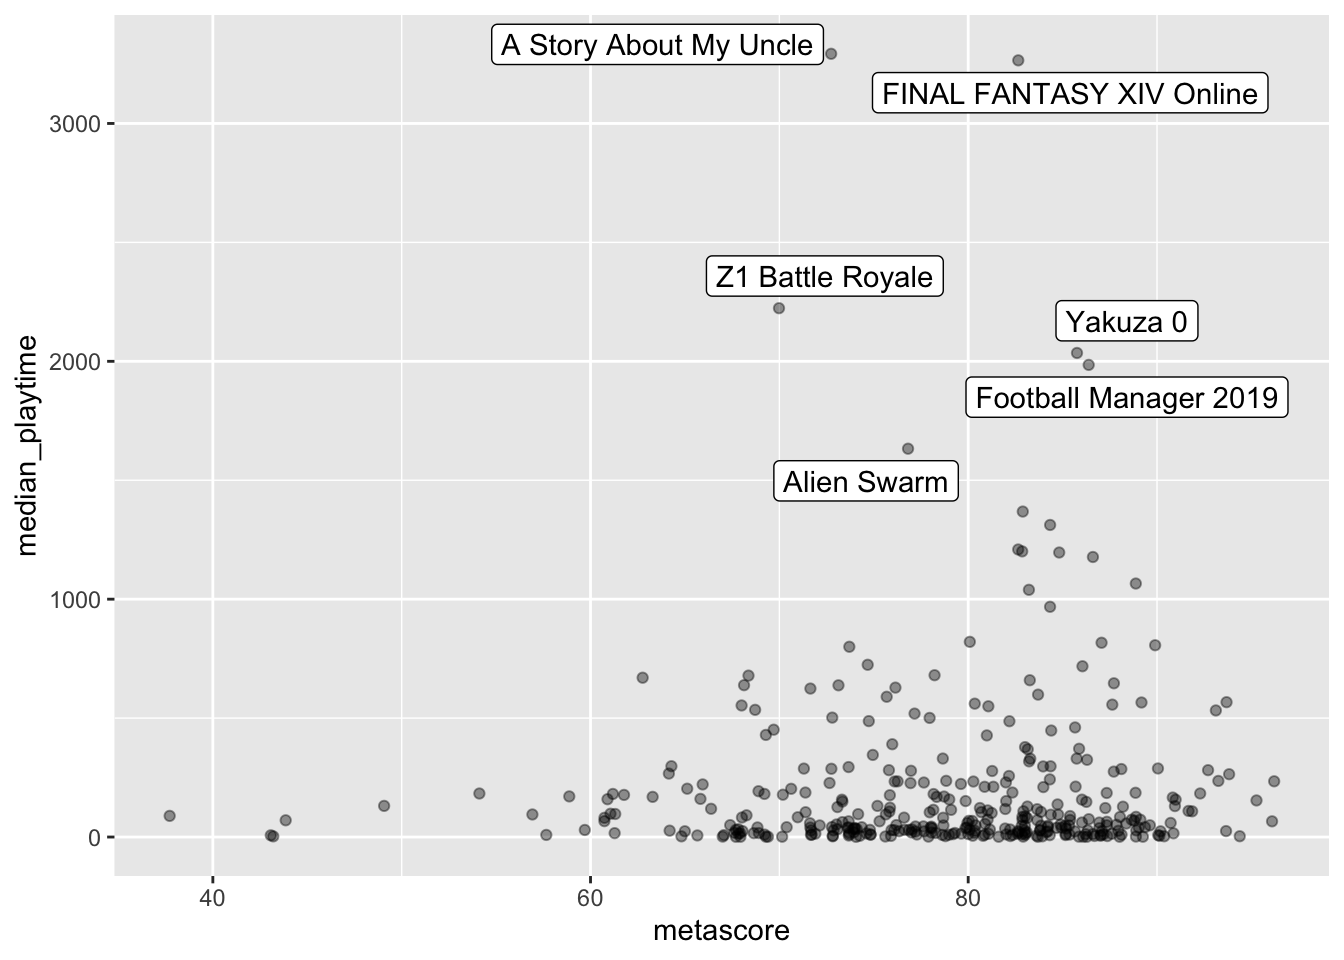 A Story About My Uncle
FINAL FANTASY XIV Online
3000
Z1 Battle Royale
Yakuza 0
2000
Football Manager 2019
Alien Swarm
1000
0
median_playtime
40
60
80
metascore